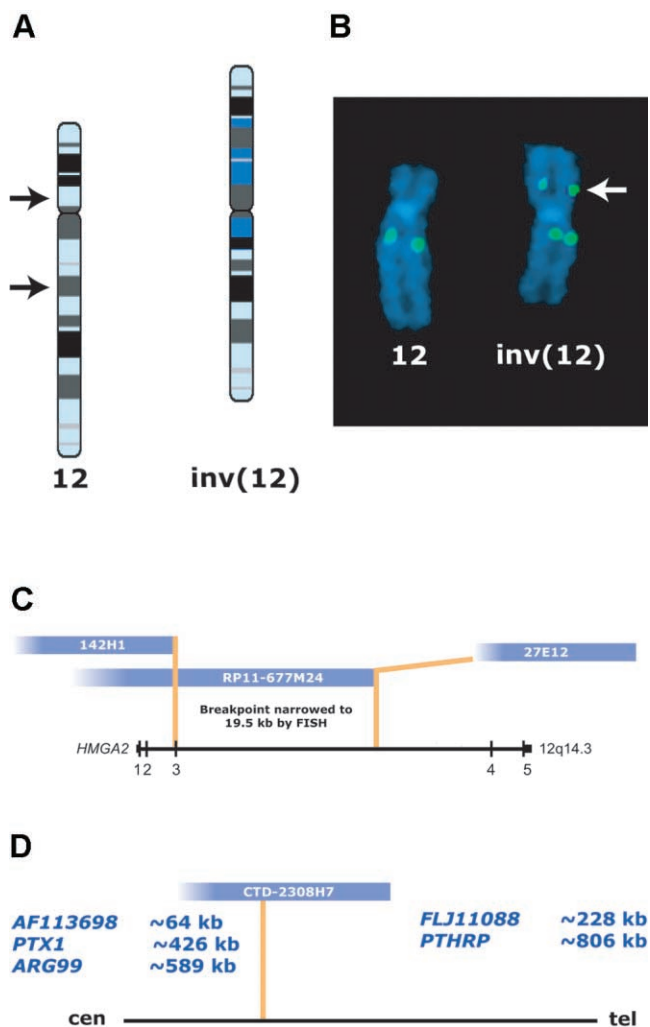 A
B
12
inv(12)
12
inv(12)
C
142H1
27E12
RP11-677M24
Breakpoint narrowed to
19.5 kb by FISH
HMGA2
12q14.3
12
3
4
5
D
CTD-2308H7
AF113698 ~64 kb
PTX1 ~426 kb
ARG99 ~589 kb
FLJ11088 ~228 kb
PTHRP ~806 kb
cen
tel